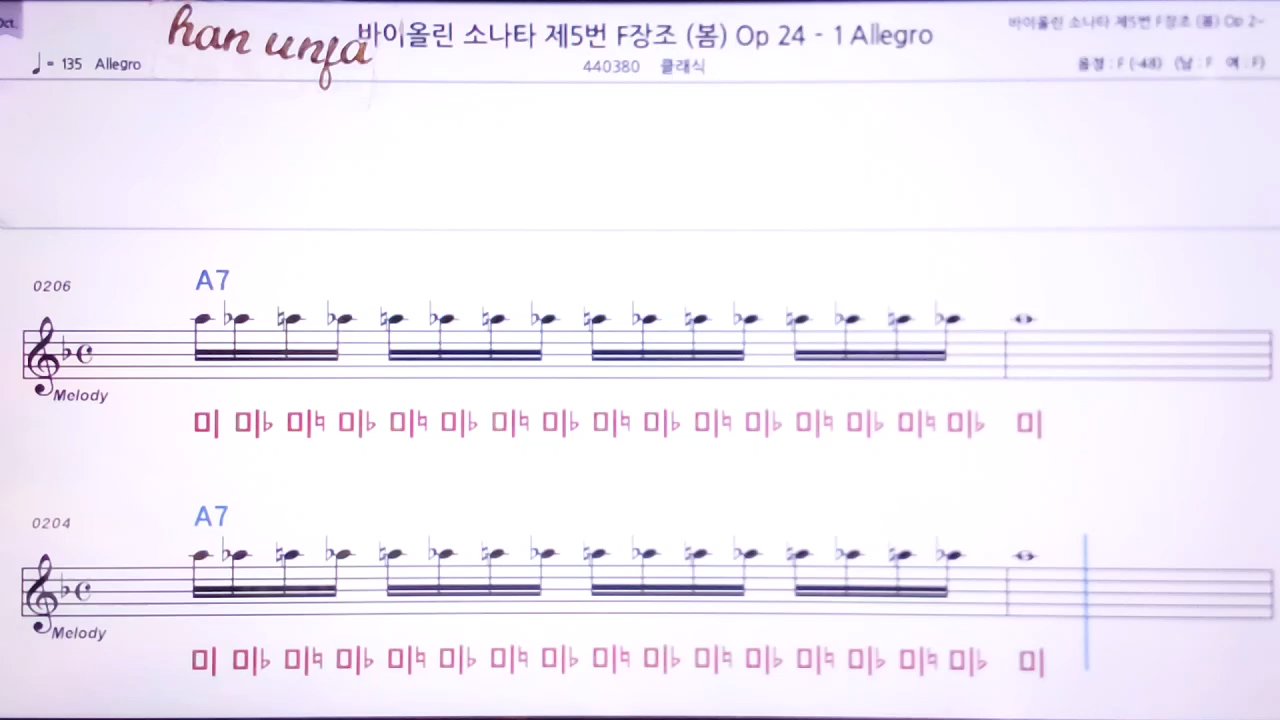 Oct.
han unja
바이올린 소나타 제5번 F장조 (봄) Op 24 - 1 Allegro
바이올린 소나타 제5번 F장조 (봄) Op 2-
♩ = 135 Allegro
440380 클래식
음정 : F (-48) (남 : F 여 : F)
0206
A7
Melody
미 미♭ 미♮ 미♭ 미♮ 미♭ 미♮ 미♭ 미♮ 미♭ 미♮ 미♭ 미♮ 미♭ 미♮ 미♭ 미
0204
A7
Melody
미 미♭ 미♮ 미♭ 미♮ 미♭ 미♮ 미♭ 미♮ 미♭ 미♮ 미♭ 미♮ 미♭ 미♮ 미♭ 미